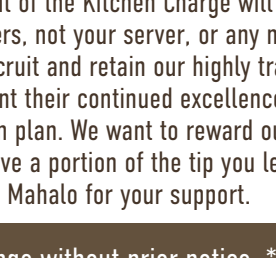 t of the Kitchen Charge will
ers, not your server, or any m
cruit and retain our highly tra
nt their continued excellence
n plan. We want to reward ou
ve a portion of the tip you le
Mahalo for your support.
nge without prior notice. *